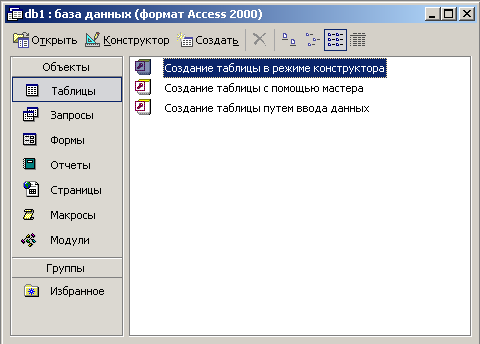 db1 : база данных (формат Access 2000)
Открыть Конструктор Создать
Объекты
Таблицы
Запросы
Формы
Отчеты
Страницы
Макросы
Модули
Группы
Избранное
Создание таблицы в режиме конструктора
Создание таблицы с помощью мастера
Создание таблицы путем ввода данных